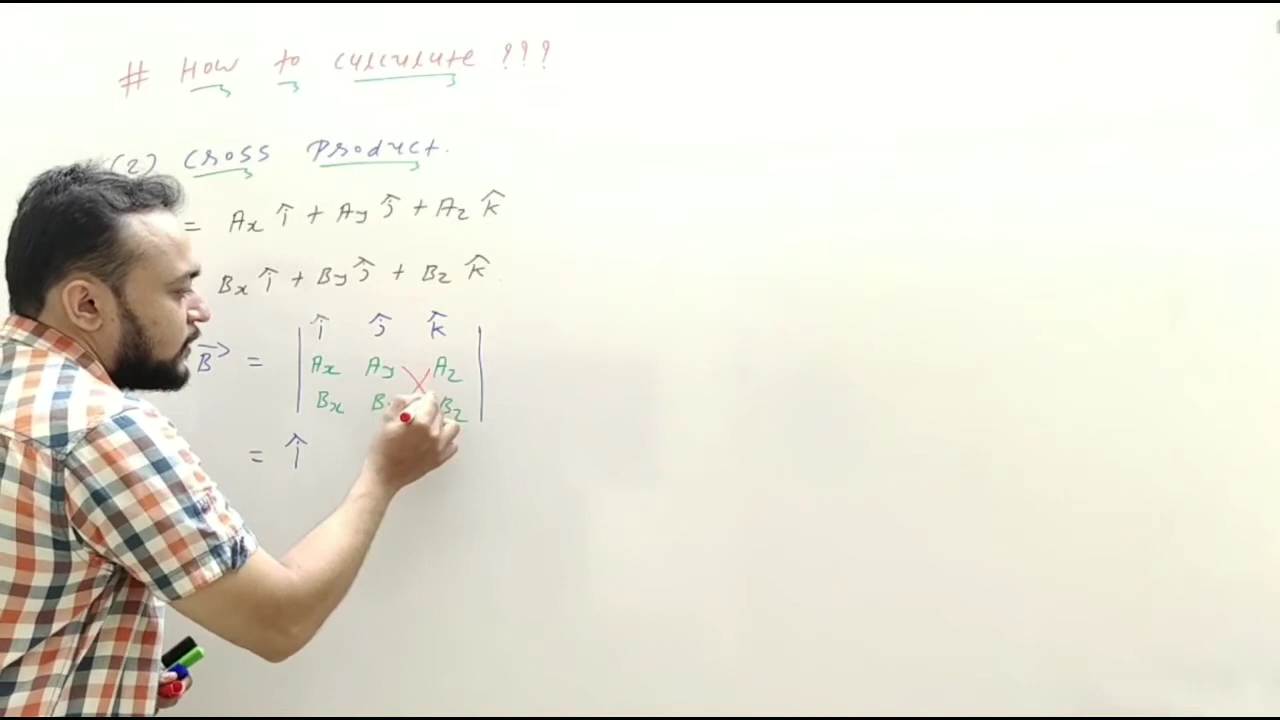 # How to calculate ???
(2) Cross Product.
= Ax î + Ay ĵ + Az k̂
Bx î + By ĵ + Bz k̂
î ĵ k̂
B⃗ = | Ax Ay Az |
Bx B Bz
= î